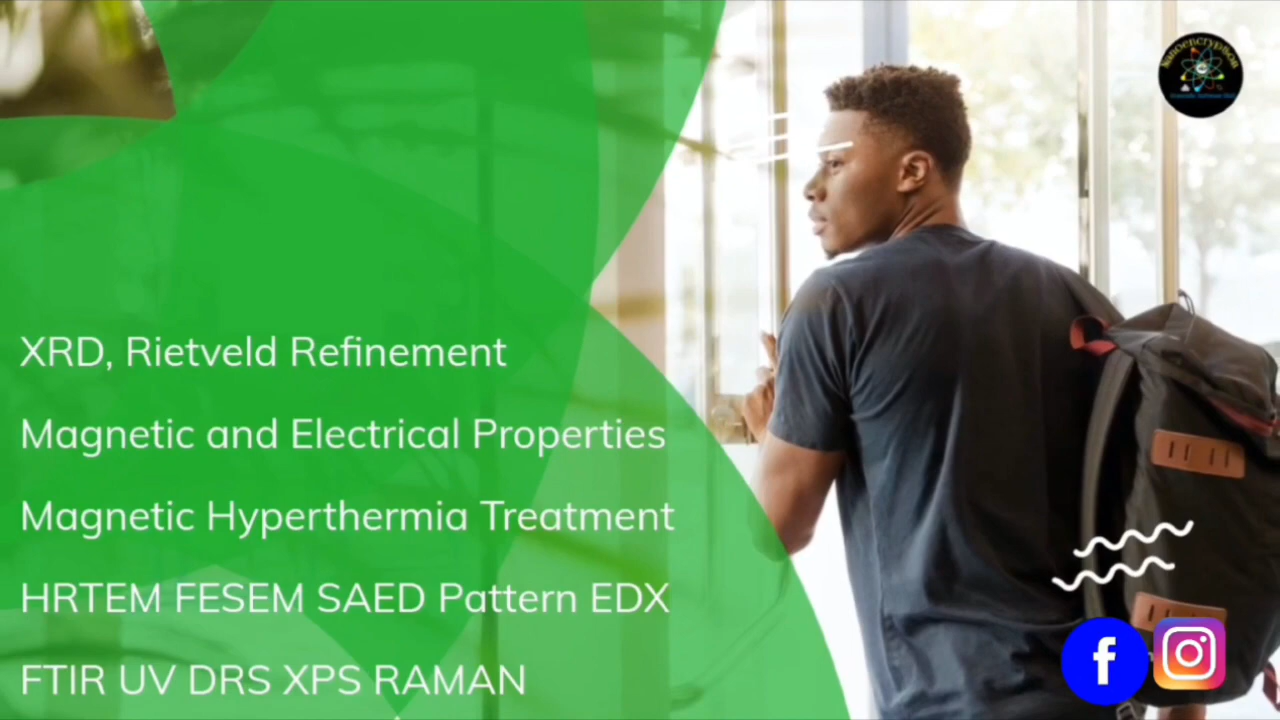 Nanoencryption
XRD, Rietveld Refinement
Magnetic and Electrical Properties
Magnetic Hyperthermia Treatment
HRTEM FESEM SAED Pattern EDX
FTIR UV DRS XPS RAMAN